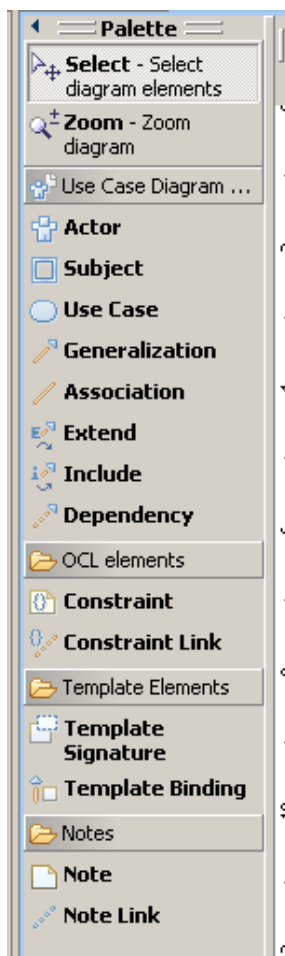 Palette
Select - Select
diagram elements
Zoom - Zoom
diagram
Use Case Diagram ...
Actor
Subject
Use Case
Generalization
Association
Extend
Include
Dependency
OCL elements
Constraint
Constraint Link
Template Elements
Template
Signature
Template Binding
Notes
Note
Note Link